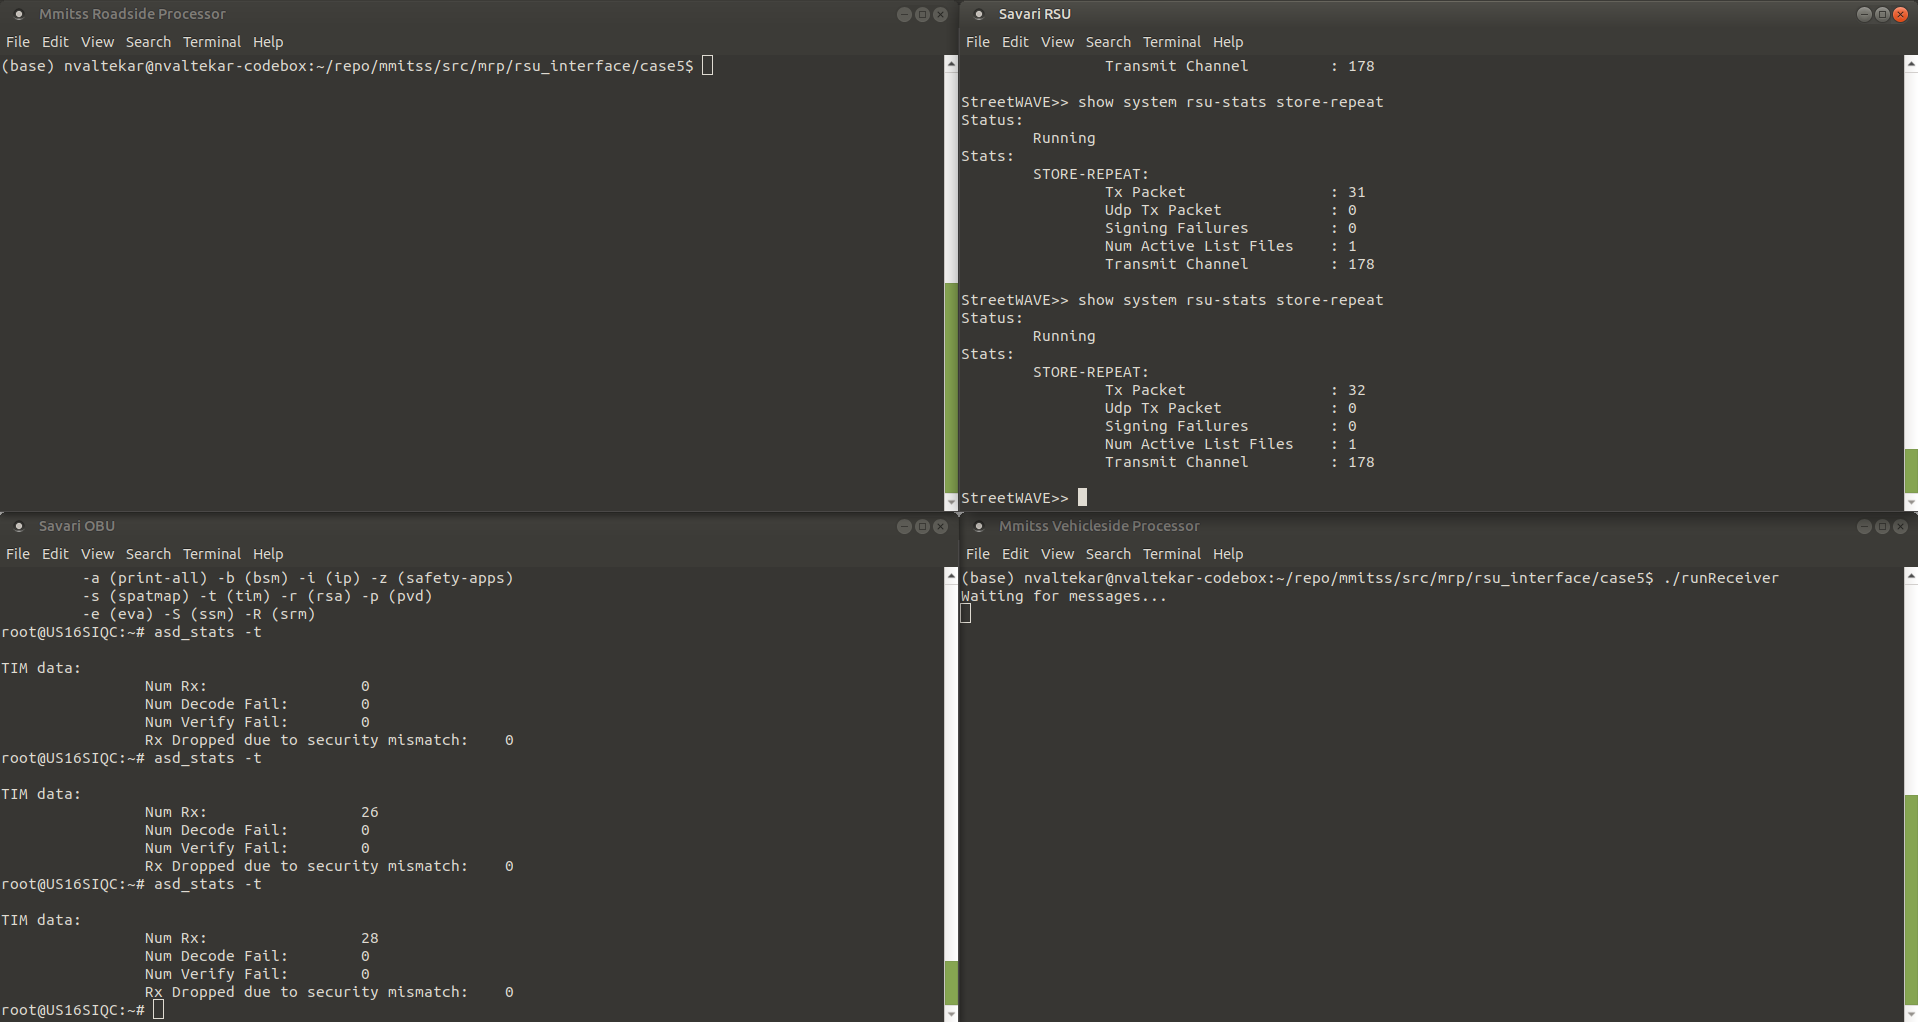 Mmitss Roadside Processor
File Edit View Search Terminal Help
(base) nvaltekar@nvaltekar-codebox:~/repo/mmitss/src/mrp/rsu_interface/case5$
Savari RSU
File Edit View Search Terminal Help
Transmit Channel : 178
StreetWAVE>> show system rsu-stats store-repeat
Status:
Running
Stats:
STORE-REPEAT:
Tx Packet : 31
Udp Tx Packet : 0
Signing Failures : 0
Num Active List Files : 1
Transmit Channel : 178
StreetWAVE>> show system rsu-stats store-repeat
Status:
Running
Stats:
STORE-REPEAT:
Tx Packet : 32
Udp Tx Packet : 0
Signing Failures : 0
Num Active List Files : 1
Transmit Channel : 178
StreetWAVE>>
Savari OBU
File Edit View Search Terminal Help
-a (print-all) -b (bsm) -i (ip) -z (safety-apps)
-s (spatmap) -t (tim) -r (rsa) -p (pvd)
-e (eva) -S (ssm) -R (srm)
root@US16SIQC:~# asd_stats -t
TIM data:
Num Rx: 0
Num Decode Fail: 0
Num Verify Fail: 0
Rx Dropped due to security mismatch: 0
root@US16SIQC:~# asd_stats -t
TIM data:
Num Rx: 26
Num Decode Fail: 0
Num Verify Fail: 0
Rx Dropped due to security mismatch: 0
root@US16SIQC:~# asd_stats -t
TIM data:
Num Rx: 28
Num Decode Fail: 0
Num Verify Fail: 0
Rx Dropped due to security mismatch: 0
root@US16SIQC:~#
Mmitss Vehicleside Processor
File Edit View Search Terminal Help
(base) nvaltekar@nvaltekar-codebox:~/repo/mmitss/src/mrp/rsu_interface/case5$ ./runReceiver
Waiting for messages...